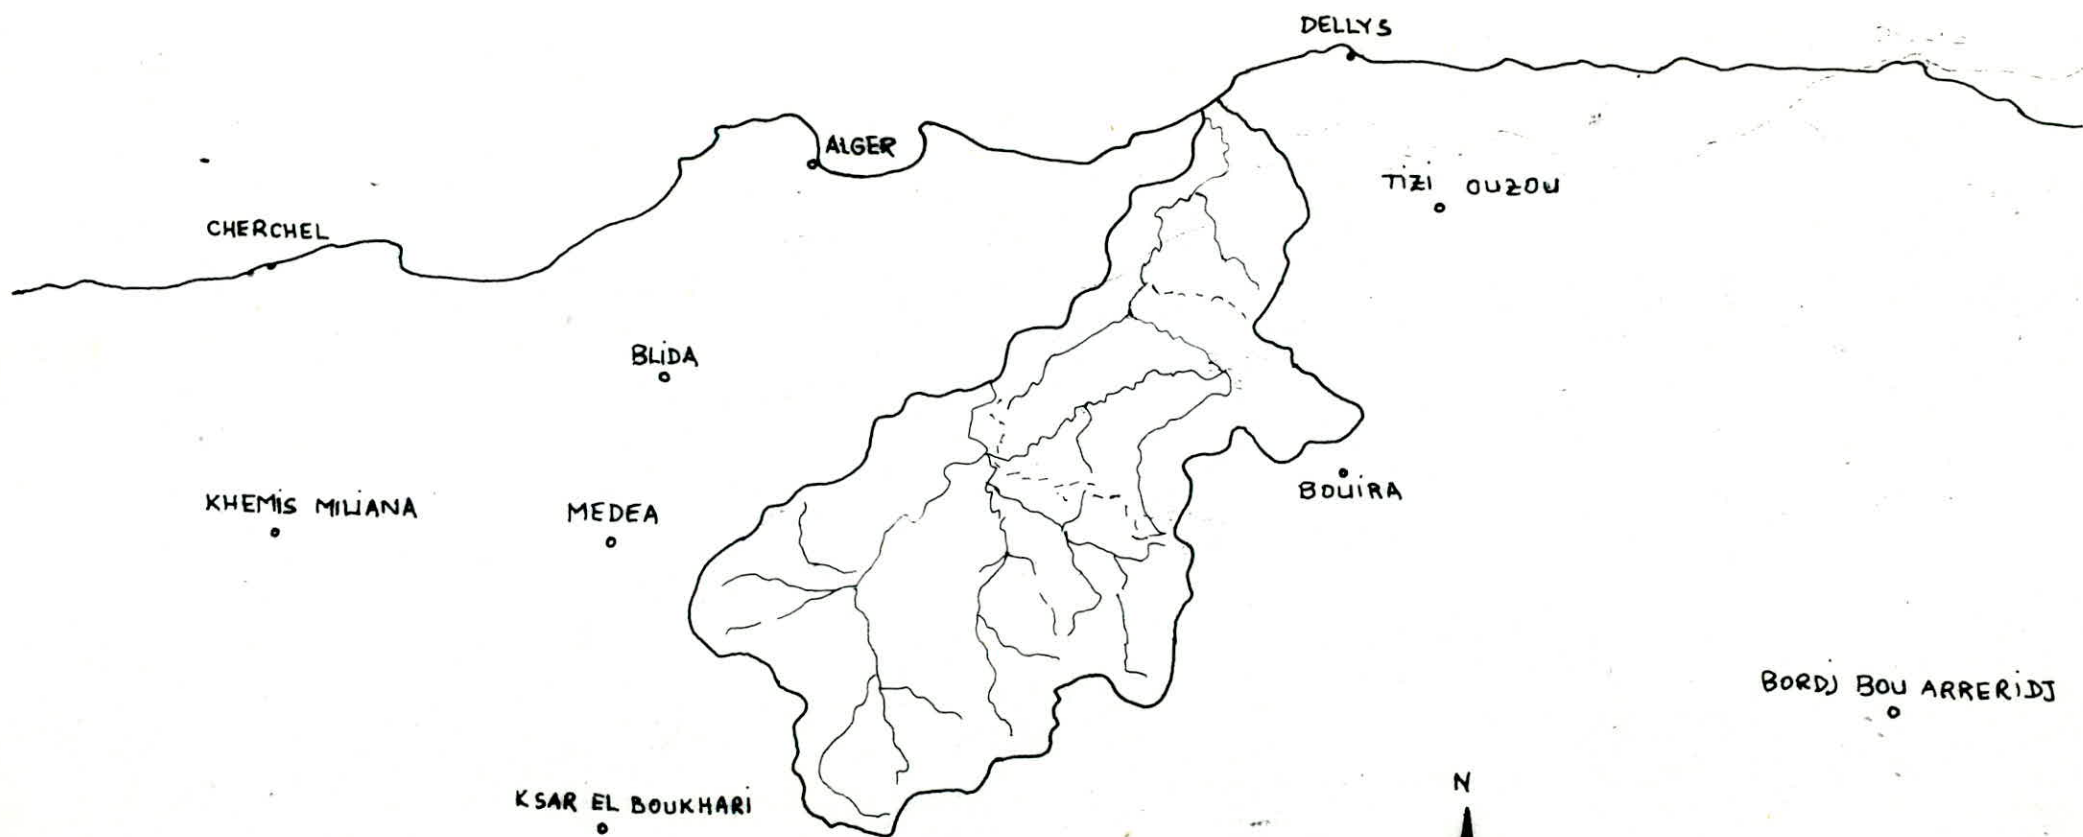 DELLYS
ALGER
TiZi OUZOU
CHERCHEL
BLiDA
KHEMiS MILIANA
MEDEA
BOUiRA
BORDJ BOU ARRERiDJ
KSAR EL BOUKHARi
N